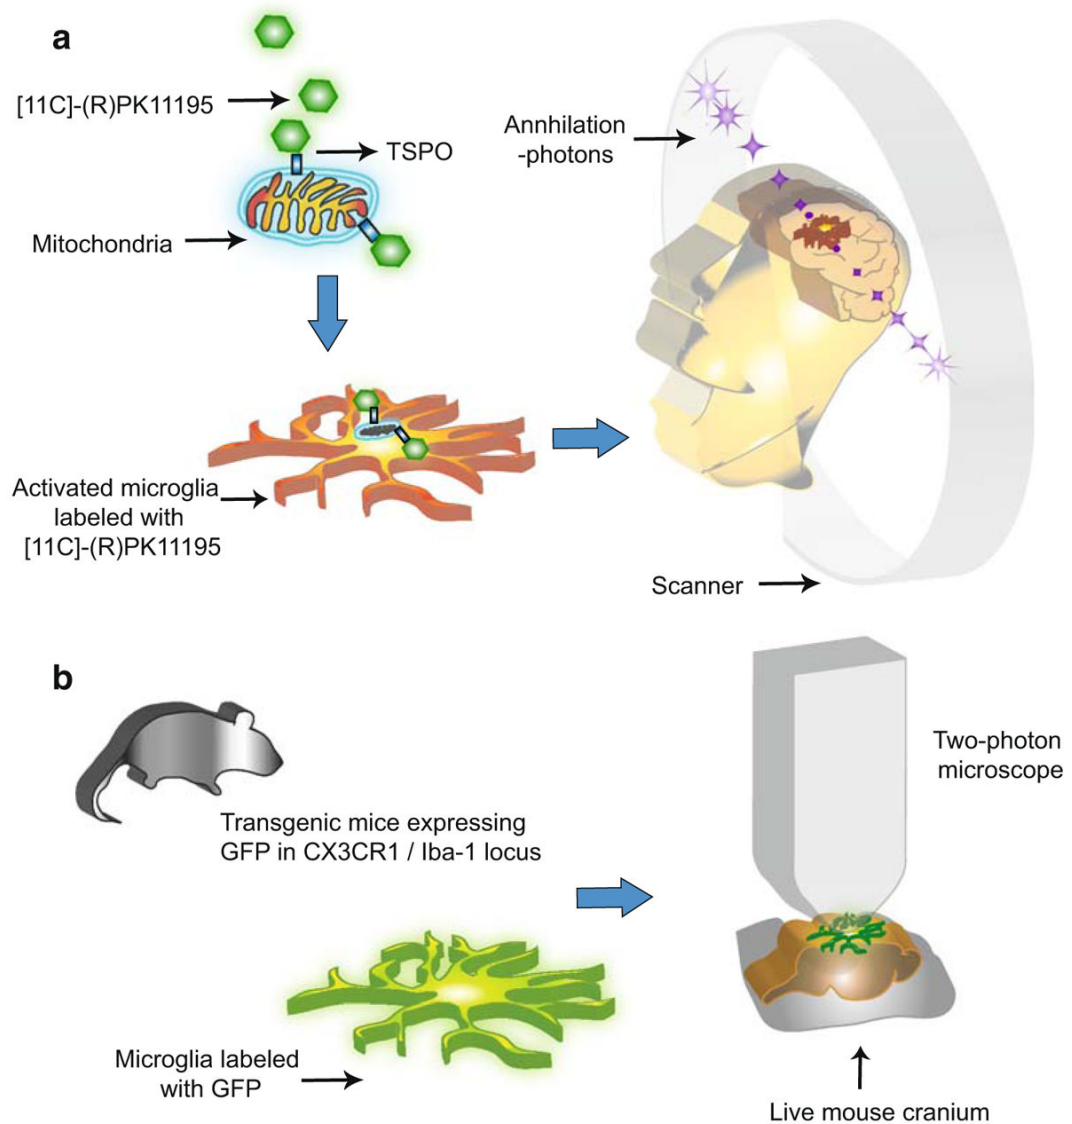 a
[11C]-(R)PK11195
TSPO
Mitochondria
Annhilation
-photons
Activated microglia
labeled with
[11C]-(R)PK11195
Scanner
b
Transgenic mice expressing
GFP in CX3CR1 / Iba-1 locus
Two-photon
microscope
Microglia labeled
with GFP
Live mouse cranium